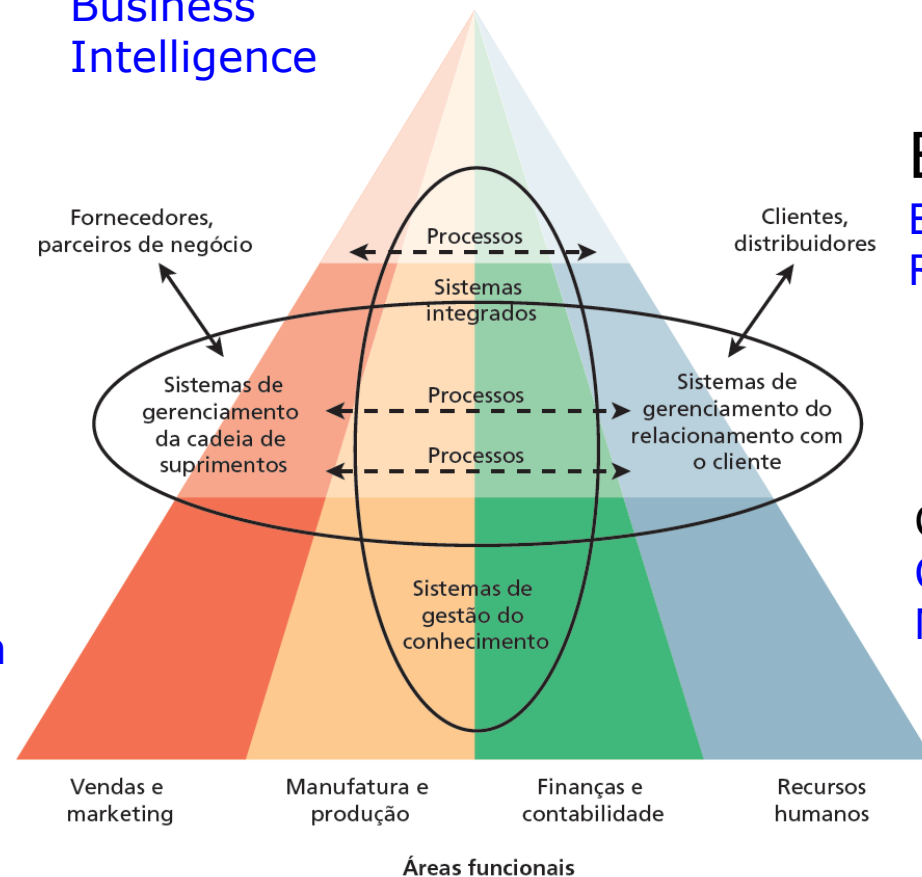 Business
Intelligence
Fornecedores,
parceiros de negócio
Clientes,
distribuidores
Processos
Sistemas
integrados
Sistemas de
gerenciamento
da cadeia de
suprimentos
Processos
Processos
Sistemas de
gerenciamento do
relacionamento com
o cliente
Sistemas de
gestão do
conhecimento
Vendas e
marketing
Manufatura e
produção
Finanças e
contabilidade
Recursos
humanos
Áreas funcionais